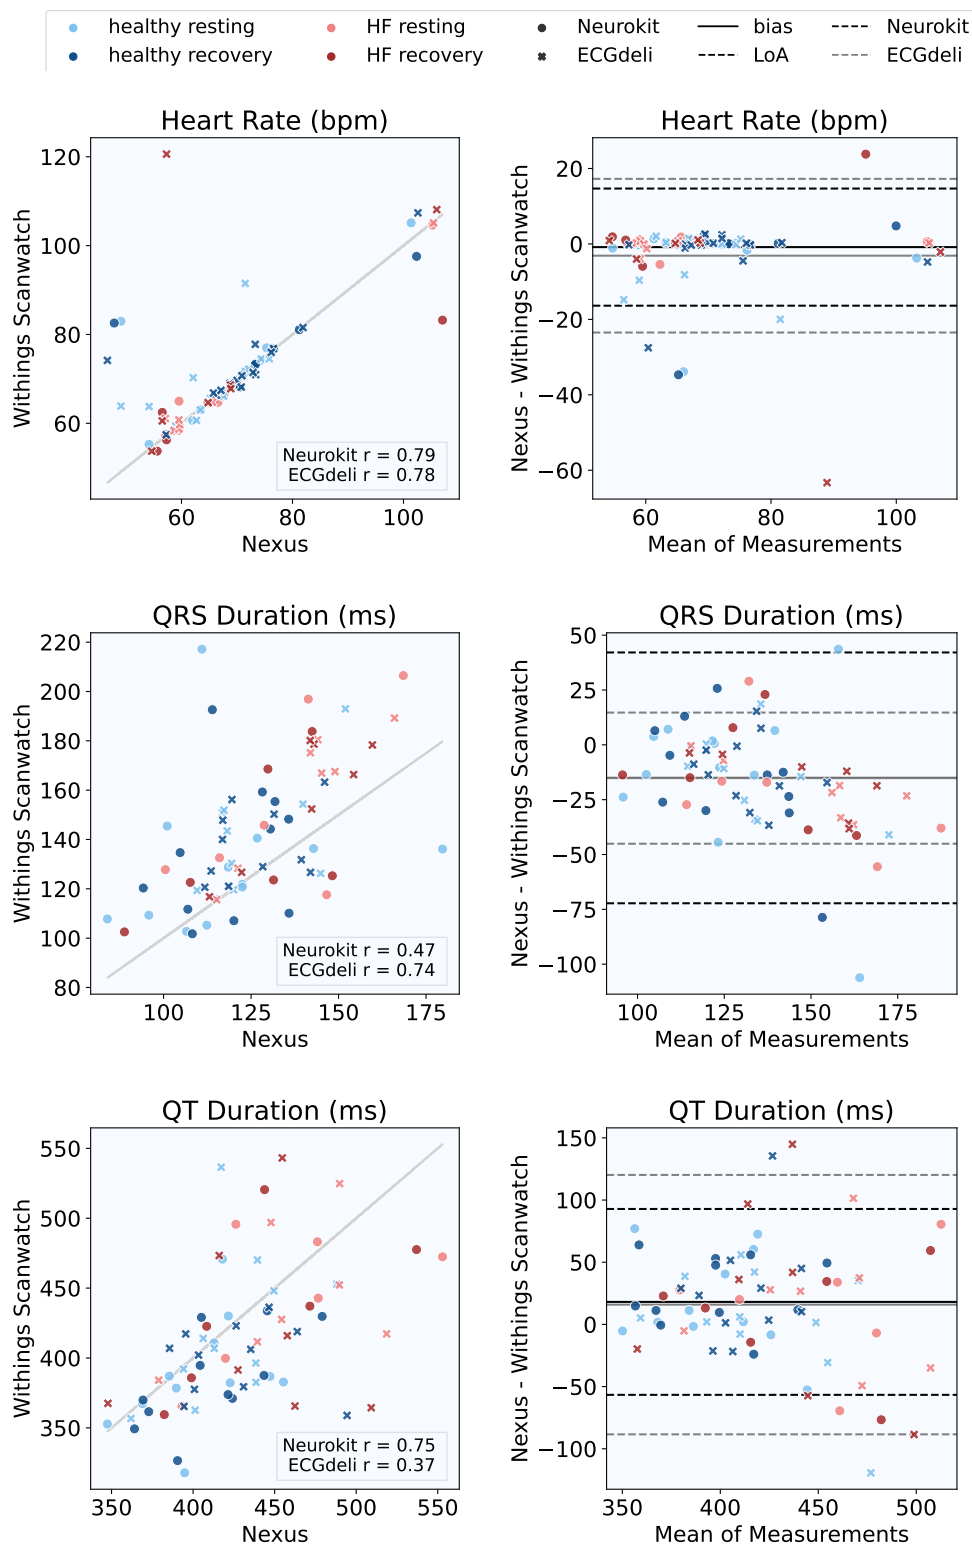 healthy resting HF resting Neurokit bias Neurokit
healthy recovery HF recovery ECGdeli LoA ECGdeli
Heart Rate (bpm)
Withings Scanwatch
120
100
80
60
60 80 100
Nexus
Neurokit r = 0.79
ECGdeli r = 0.78
Heart Rate (bpm)
Nexus - Withings Scanwatch
20
0
−20
−40
−60
60 80 100
Mean of Measurements
QRS Duration (ms)
Withings Scanwatch
220
200
180
160
140
120
100
80
100 125 150 175
Nexus
Neurokit r = 0.47
ECGdeli r = 0.74
QRS Duration (ms)
Nexus - Withings Scanwatch
50
25
0
−25
−50
−75
−100
100 125 150 175
Mean of Measurements
QT Duration (ms)
Withings Scanwatch
550
500
450
400
350
350 400 450 500 550
Nexus
Neurokit r = 0.75
ECGdeli r = 0.37
QT Duration (ms)
Nexus - Withings Scanwatch
150
100
50
0
−50
−100
350 400 450 500
Mean of Measurements